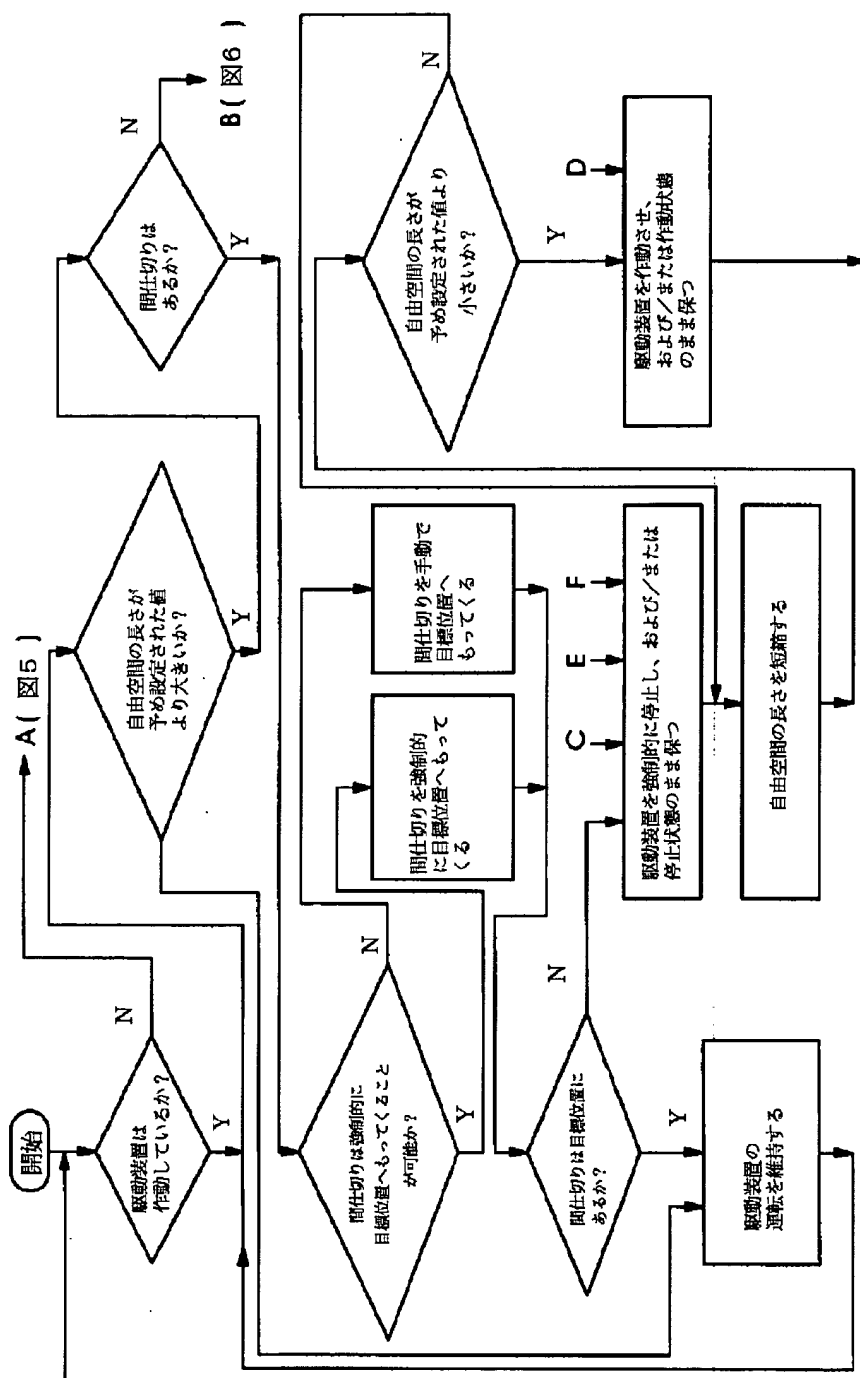 開始
駆動装置は
作動しているか?
N
Y
A(図5)
自由空間の長さが
予め設定された値
より大きいか?
Y
間仕切りは
あるか?
N
Y
B(図6)
間仕切りは強制的に
目標位置へもってくること
が可能か?
N
Y
間仕切りを強制的
に目標位置へもって
くる
間仕切りを手動で
目標位置へ
もってくる
間仕切りは目標位置に
あるか?
N
Y
駆動装置の
運転を維持する
C
E
F
駆動装置を強制的に停止し、および/または
停止状態のまま保つ
自由空間の長さを短縮する
自由空間の長さが
予め設定された値より
小さいか?
N
Y
D
駆動装置を作動させ、
および/または作動状態
のまま保つ